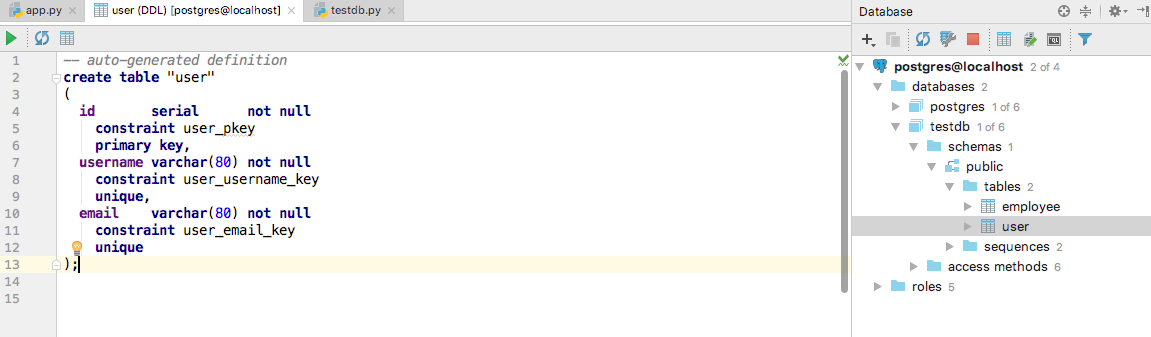 app.py
user (DDL) [postgres@localhost]
testdb.py
1 -- auto-generated definition
2 create table "user"
3 (
4 id serial not null
5 constraint user_pkey
6 primary key,
7 username varchar(80) not null
8 constraint user_username_key
9 unique,
10 email varchar(80) not null
11 constraint user_email_key
12 unique
13 );
14
15
Database
postgres@localhost 2 of 4
databases 2
postgres 1 of 6
testdb 1 of 6
schemas 1
public
tables 2
employee
user
sequences 2
access methods 6
roles 5